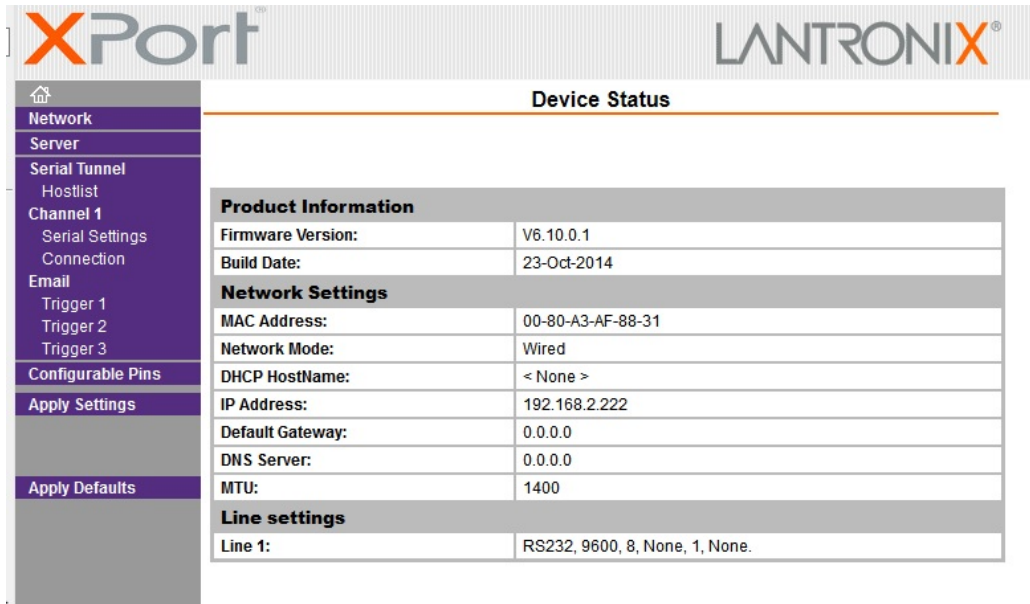 XPort®
LANTRONIX®
Device Status
Network
Server
Serial Tunnel
Hostlist
Channel 1
Serial Settings
Connection
Email
Trigger 1
Trigger 2
Trigger 3
Configurable Pins
Apply Settings
Apply Defaults
Product Information
Firmware Version: V6.10.0.1
Build Date: 23-Oct-2014
Network Settings
MAC Address: 00-80-A3-AF-88-31
Network Mode: Wired
DHCP HostName: < None >
IP Address: 192.168.2.222
Default Gateway: 0.0.0.0
DNS Server: 0.0.0.0
MTU: 1400
Line settings
Line 1: RS232, 9600, 8, None, 1, None.